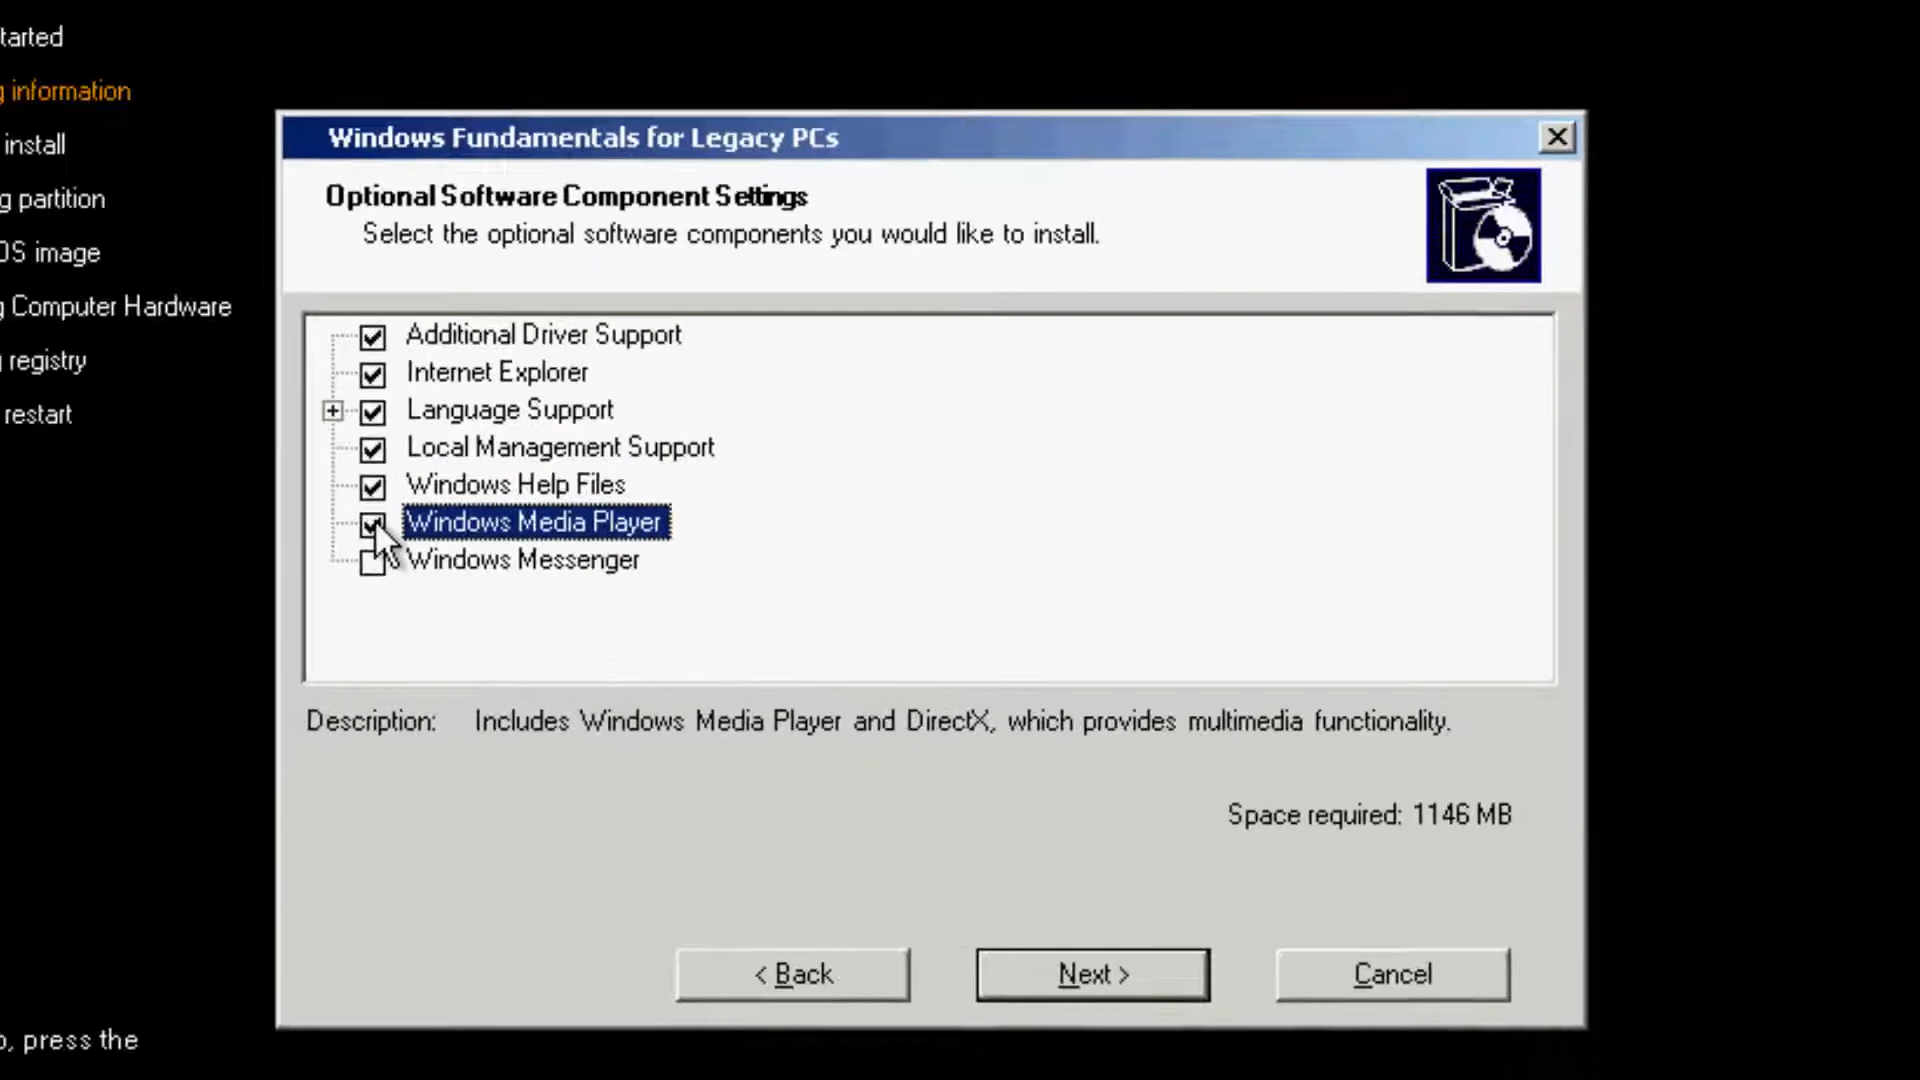 tarted
g information
install
g partition
OS image
g Computer Hardware
g registry
restart
o, press the
Windows Fundamentals for Legacy PCs
Optional Software Component Settings
Select the optional software components you would like to install.
Additional Driver Support
Internet Explorer
Language Support
Local Management Support
Windows Help Files
Windows Media Player
Windows Messenger
Description: Includes Windows Media Player and DirectX, which provides multimedia functionality.
Space required: 1146 MB
< Back
Next >
Cancel